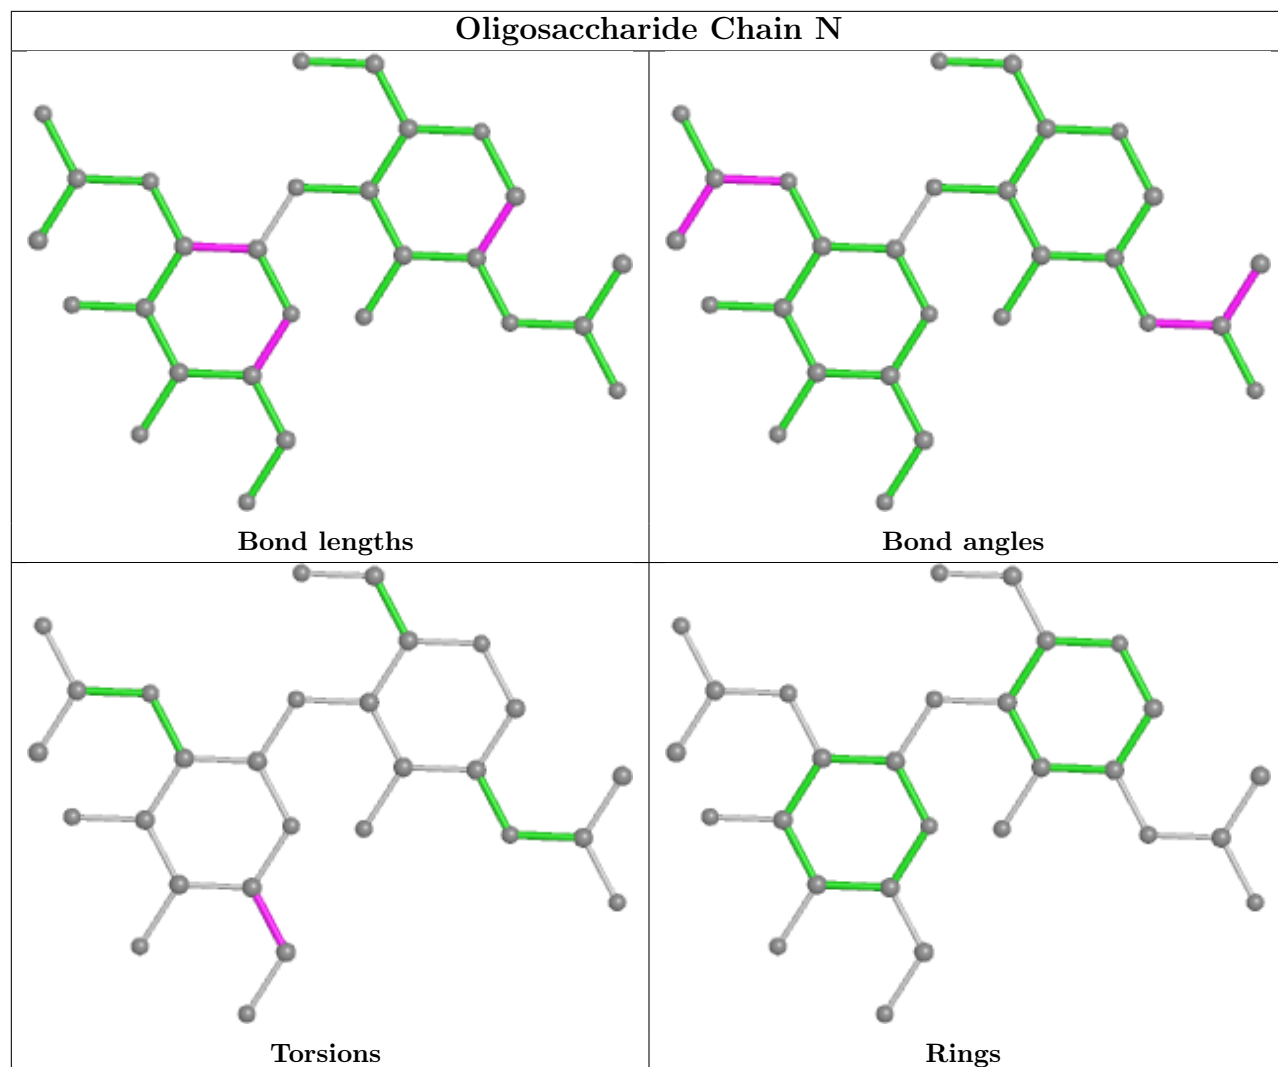 Oligosaccharide Chain N
Bond lengths
Bond angles
Torsions
Rings